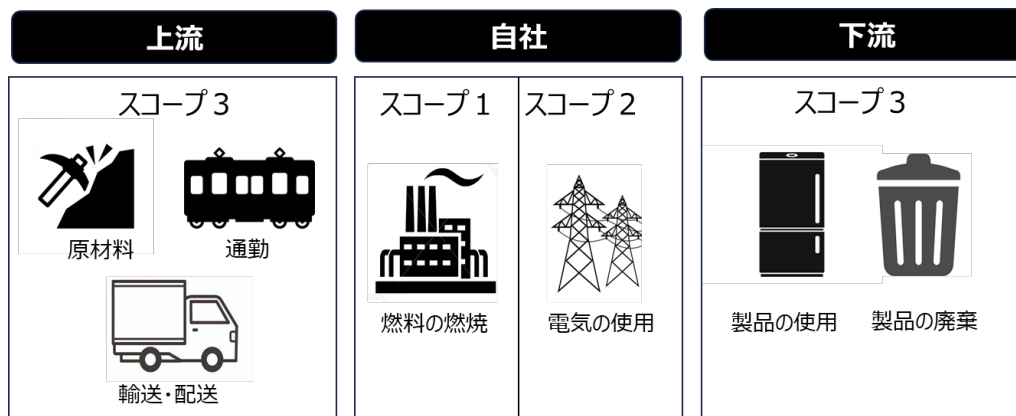 上流
自社
下流
スコープ３
スコープ１
スコープ２
スコープ３
原材料
通勤
輸送・配送
燃料の燃焼
電気の使用
製品の使用
製品の廃棄